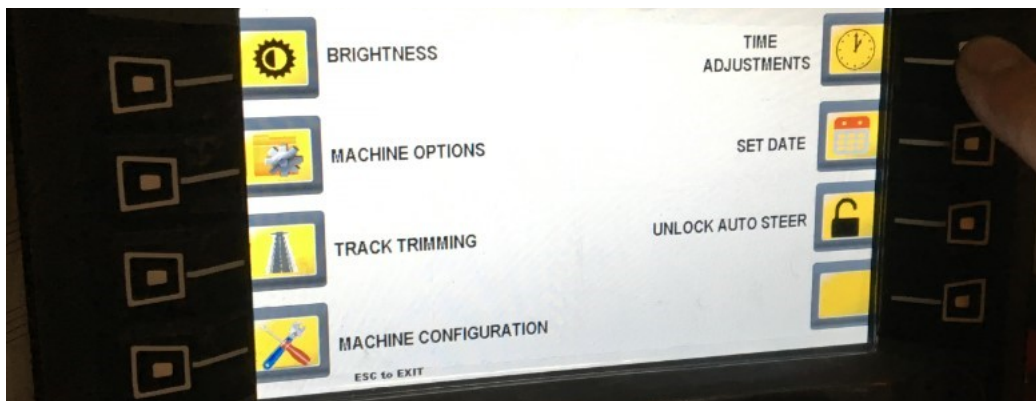 BRIGHTNESS
MACHINE OPTIONS
TRACK TRIMMING
MACHINE CONFIGURATION
ESC to EXIT
TIME
ADJUSTMENTS
SET DATE
UNLOCK AUTO STEER